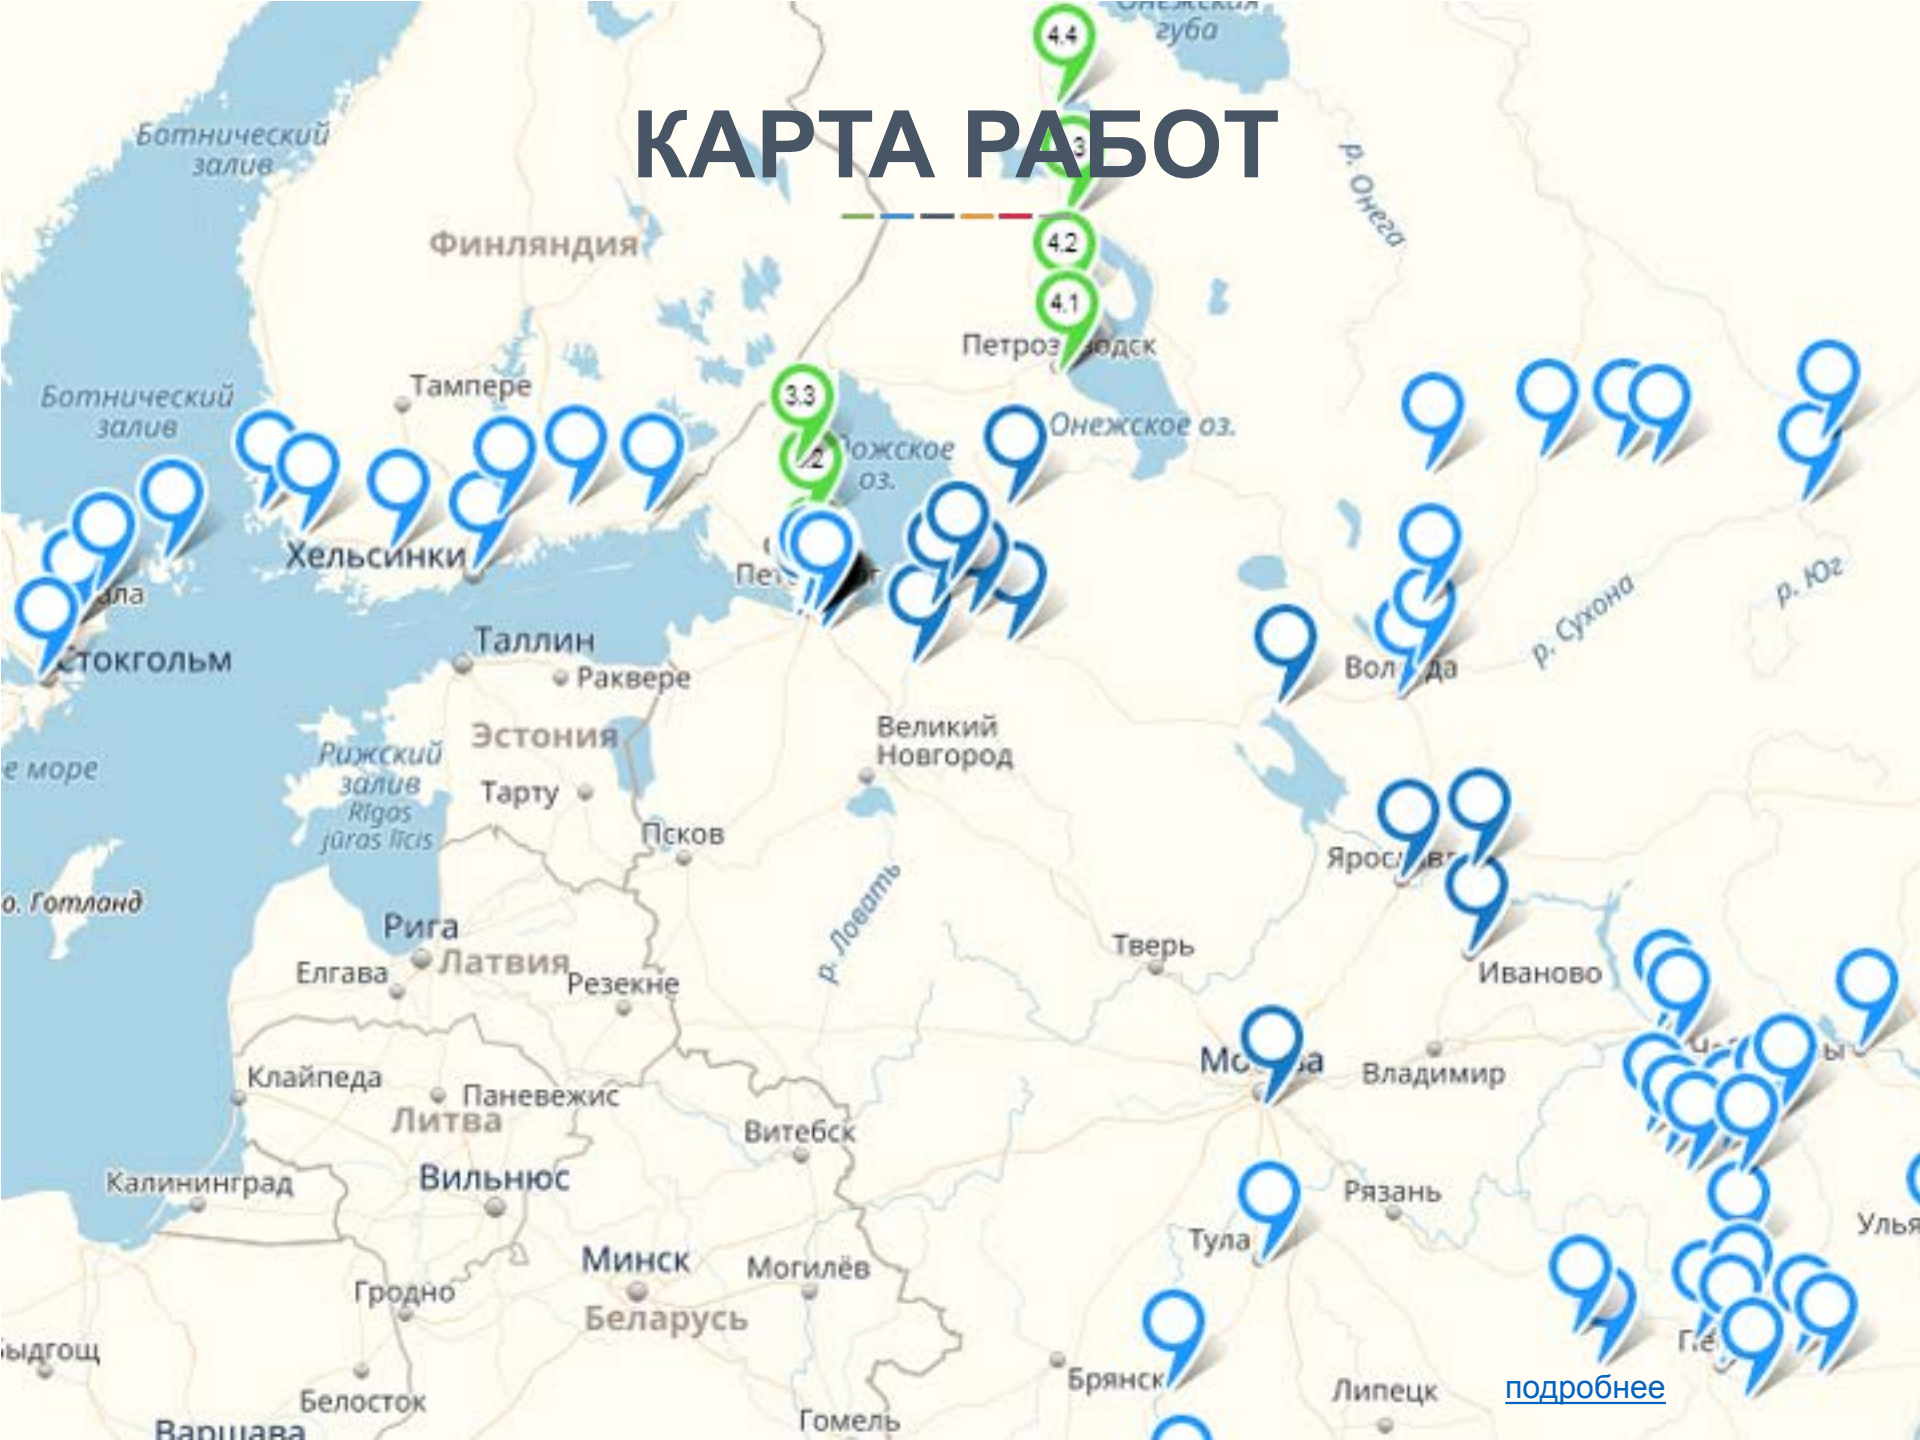 Онежская
губа
4.4
КАРТА РАБОТ
Ботнический
залив
р. Онега
Финляндия
4.2
4.1
Тампере
3.3
Ботнический
залив
Онежское оз.
оз.
Хельсинки
р. Юг
р. Сухона
Таллин
Раккере
Великий
Новгород
Эстония
Рижский
залив
Rīgas
jūras līcis
е море
Тарту
Псков
о. Готланд
р. Ловать
Рига
Латвия
Елгава
Резекне
Тверь
Иваново
Клайпеда
Паневежис
Литва
Владимир
Витебск
Калининград
Вильнюс
Рязань
Тула
Минск
Могилёв
Гродно
Беларусь
Брянск
Липецк
подробнее
Белосток
Гомель
Варшава